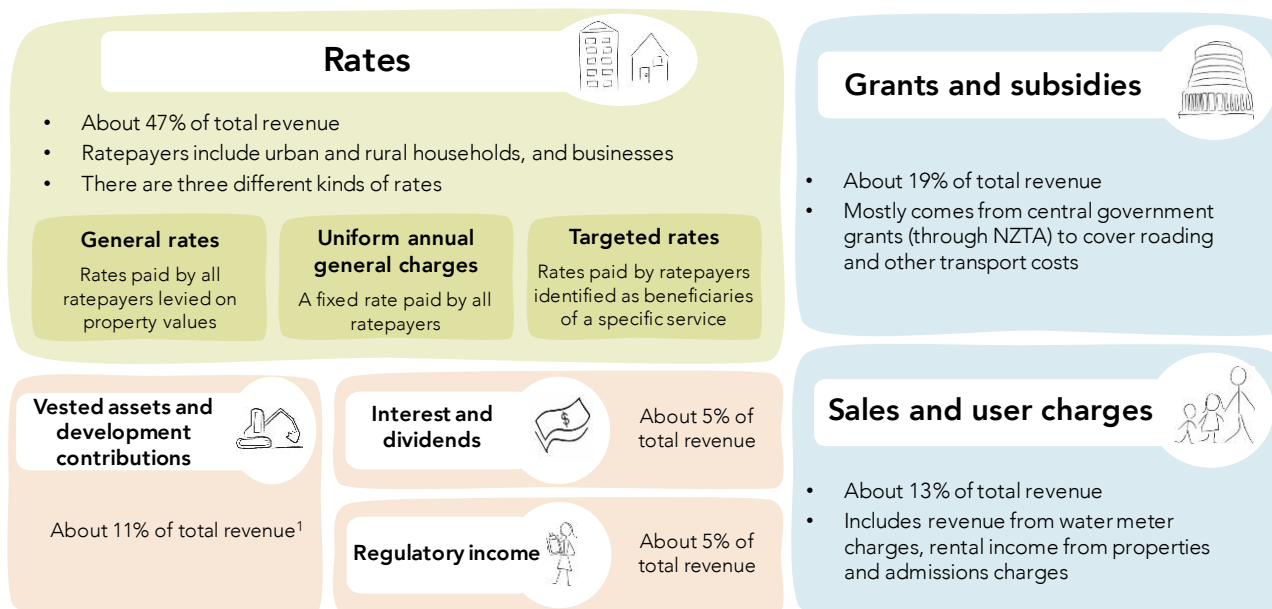 Rates
• About 47% of total revenue
• Ratepayers include urban and rural households, and businesses
• There are three different kinds of rates
General rates
Rates paid by all
ratepayers levied on
property values
Uniform annual
general charges
A fixed rate paid by all
ratepayers
Targeted rates
Rates paid by ratepayers
identified as beneficiaries
of a specific service
Grants and subsidies
• About 19% of total revenue
• Mostly comes from central government
grants (through NZTA) to cover roading
and other transport costs
Vested assets and
development
contributions
About 11% of total revenue¹
Interest and
dividends
$
About 5% of
total revenue
Regulatory income
About 5% of
total revenue
Sales and user charges
• About 13% of total revenue
• Includes revenue from water meter
charges, rental income from properties
and admissions charges